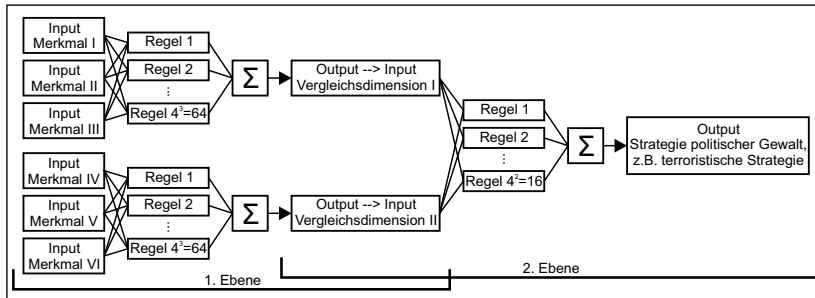 Input
Merkmal I
Input
Merkmal II
Input
Merkmal III
Regel 1
Regel 2
⋮
Regel 4³=64
Σ
Output --> Input
Vergleichsdimension I
Input
Merkmal IV
Input
Merkmal V
Input
Merkmal VI
Regel 1
Regel 2
⋮
Regel 4³=64
Σ
Output --> Input
Vergleichsdimension II
Regel 1
Regel 2
⋮
Regel 4²=16
Σ
Output
Strategie politischer Gewalt,
z.B. terroristische Strategie
1. Ebene
2. Ebene